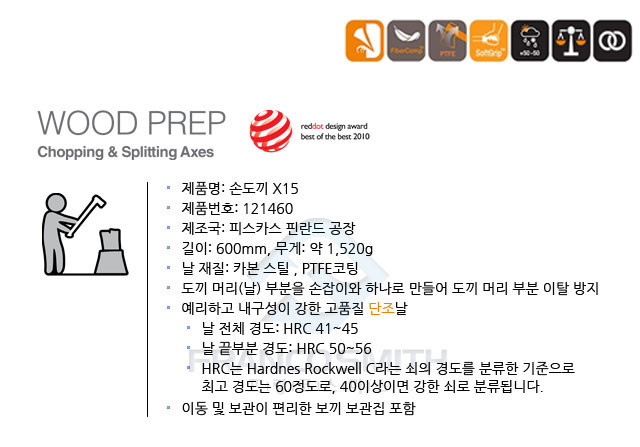 FiberComp™
PTFE
SoftGrip™
+50-50
WOOD PREP
Chopping & Splitting Axes
reddot design award
best of the best 2010
제품명: 손도끼 X15
제품번호: 121460
제조국: 피스카스 핀란드 공장
길이: 600mm, 무게: 약 1,520g
날 재질: 카본 스틸 , PTFE코팅
도끼 머리(날) 부분을 손잡이와 하나로 만들어 도끼 머리 부분 이탈 방지
예리하고 내구성이 강한 고품질 단조날
날 전체 경도: HRC 41~45
날 끝부분 경도: HRC 50~56
FRANCOSMITH
HRC는 Hardnes Rockwell C라는 쇠의 경도를 분류한 기준으로
최고 경도는 60정도로, 40이상이면 강한 쇠로 분류됩니다.
이동 및 보관이 편리한 보끼 보관집 포함